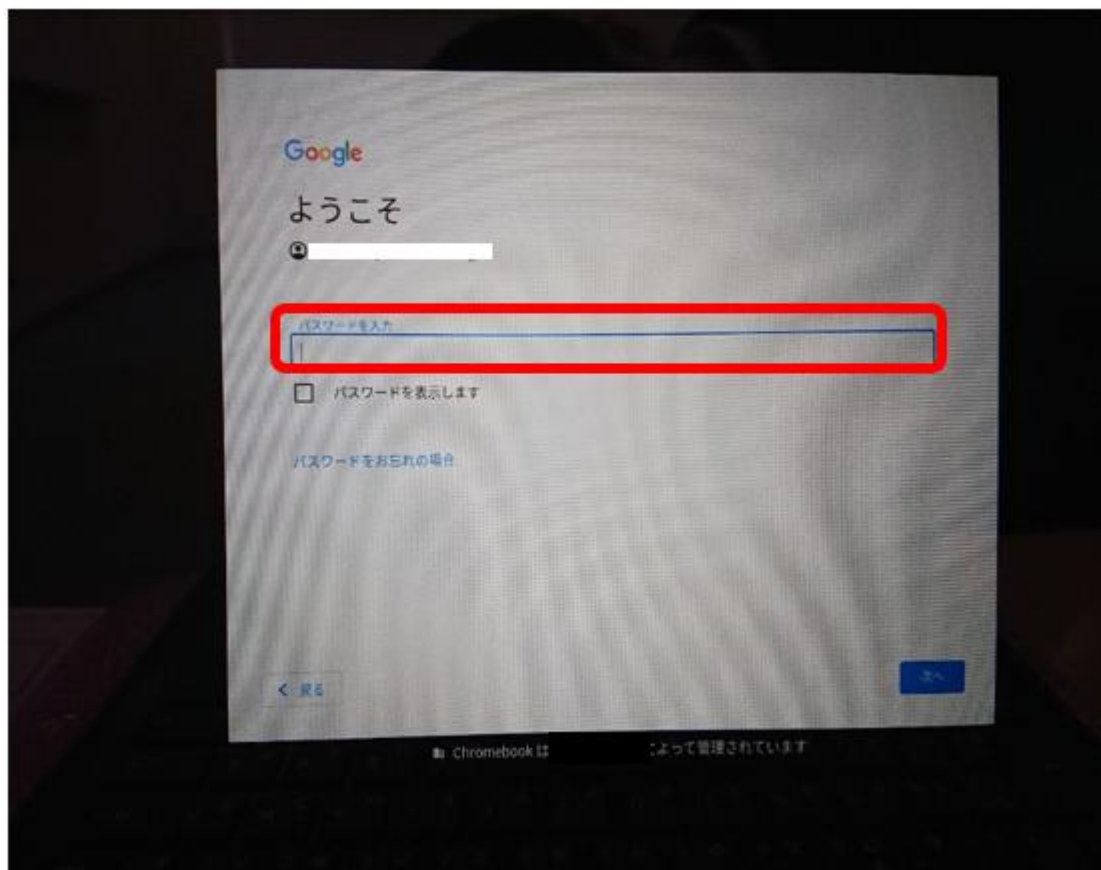 Google
ようこそ
パスワードを入力
パスワードを表示します
パスワードをお忘れの場合
戻る
次へ
Chromebook は によって管理されています